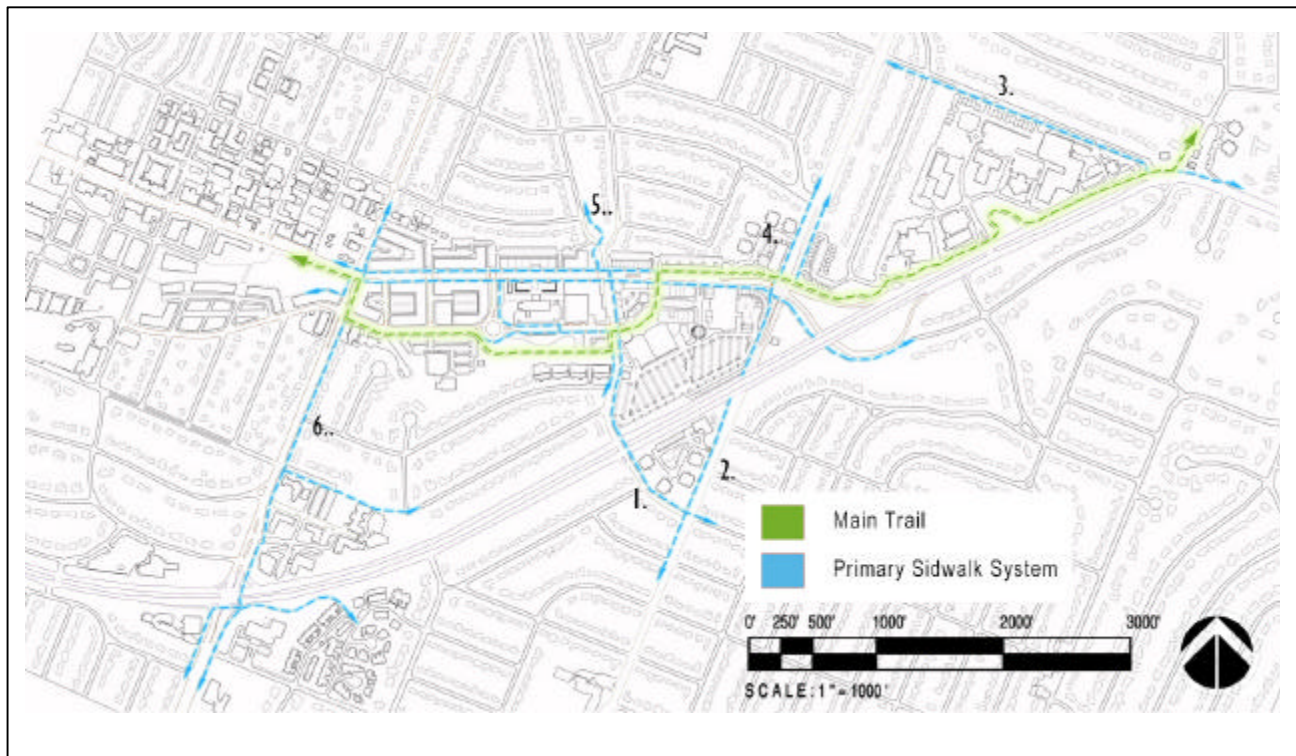 3.
5..
4.
6..
2.
1.
Main Trail
Primary Sidwalk System
0' 250' 500' 1000' 2000' 3000'
SCALE: 1" = 1000'